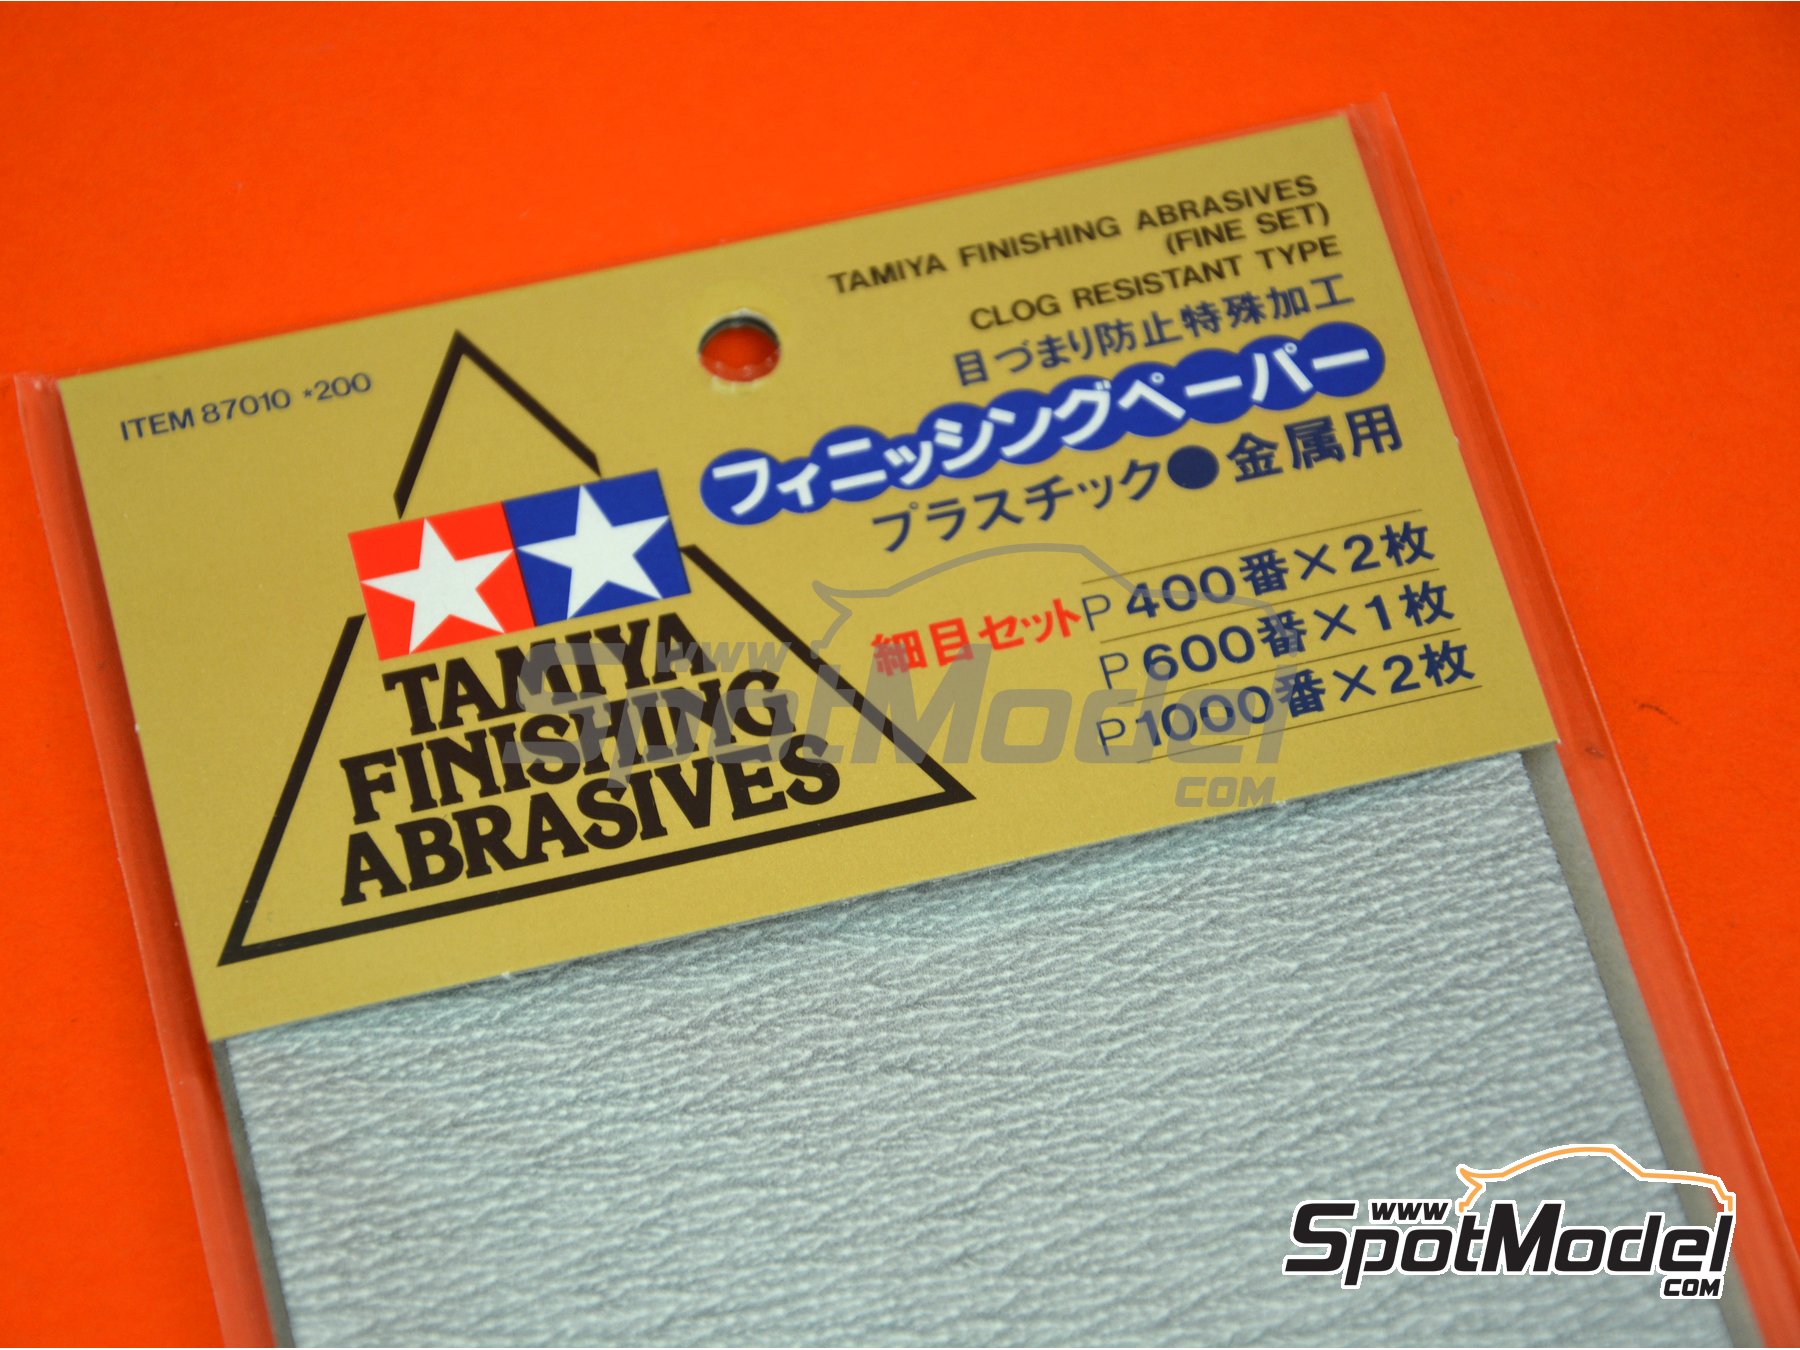 ITEM 87010 *200
TAMIYA FINISHING ABRASIVES
(FINE SET)
CLOG RESISTANT TYPE
目づまり防止特殊加工
フィニッシングペーパー
プラスチック●金属用
細目セット
P400番×2枚
P600番×1枚
P1000番×2枚
TAMIYA
FINISHING
ABRASIVES
www
SpotModel
.COM
www
SpotModel
.COM